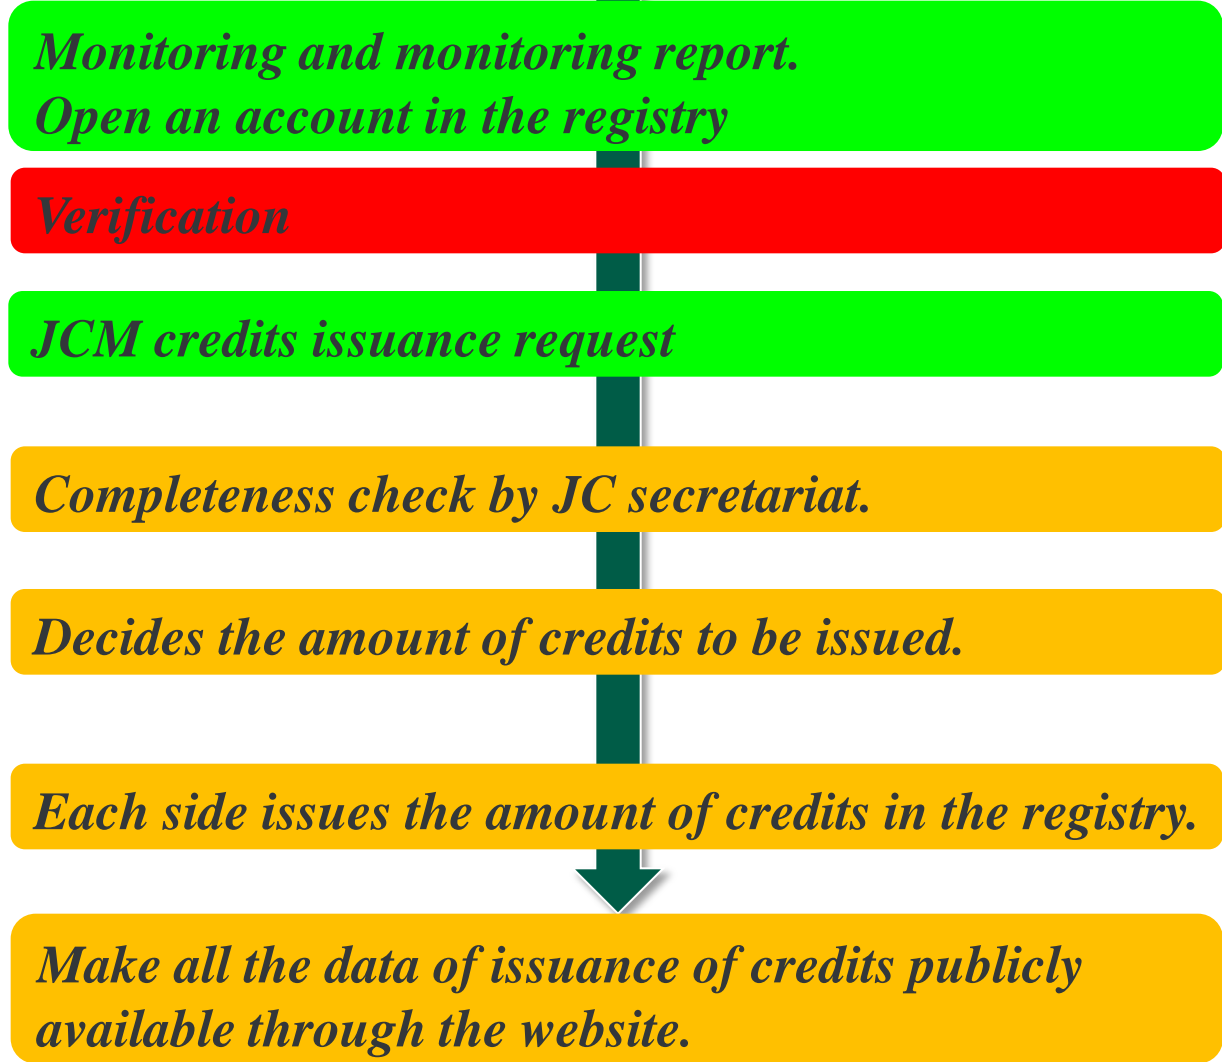 Monitoring and monitoring report.
Open an account in the registry
Verification
JCM credits issuance request
Completeness check by JC secretariat.
Decides the amount of credits to be issued.
Each side issues the amount of credits in the registry.
Make all the data of issuance of credits publicly
available through the website.